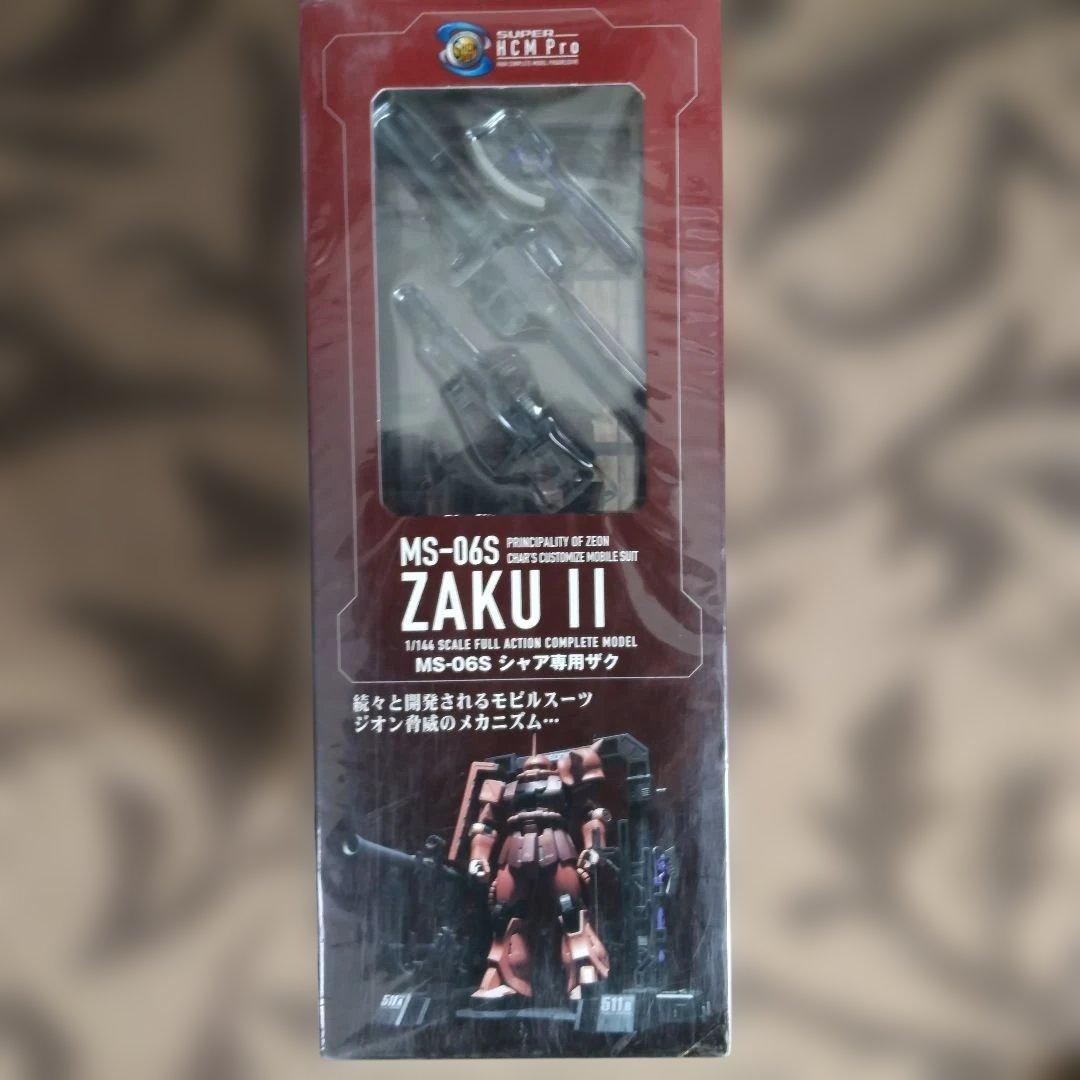 SUPER
HCM Pro
MS-06S PRINCIPALITY OF ZEON
CHAR'S CUSTOMIZE MOBILE SUIT
ZAKU II
1/144 SCALE FULL ACTION COMPLETE MODEL
MS-06S シャア専用ザク
続々と開発されるモビルスーツ
ジオン脅威のメカニズム…
511A
511B